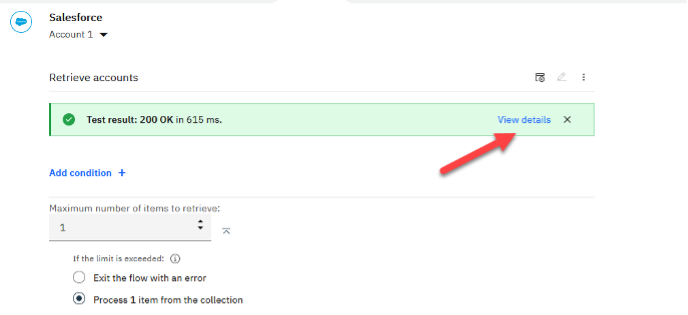 Salesforce
Account 1
Retrieve accounts
Test result: 200 OK in 615 ms.
View details
Add condition +
Maximum number of items to retrieve:
1
If the limit is exceeded:
Exit the flow with an error
Process 1 item from the collection